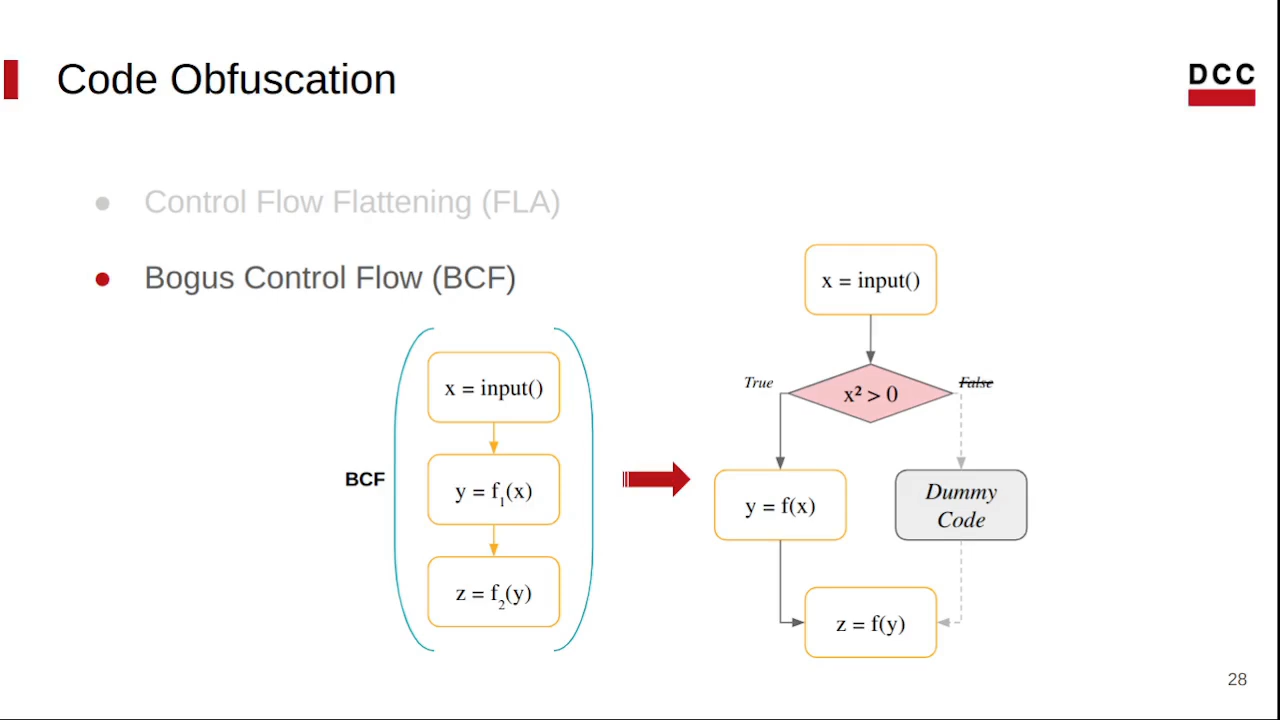 Code Obfuscation
DCC
● Control Flow Flattening (FLA)
● Bogus Control Flow (BCF)
BCF
x = input()
y = f₁(x)
z = f₂(y)
x = input()
True
x² > 0
False
y = f(x)
Dummy
Code
z = f(y)
28